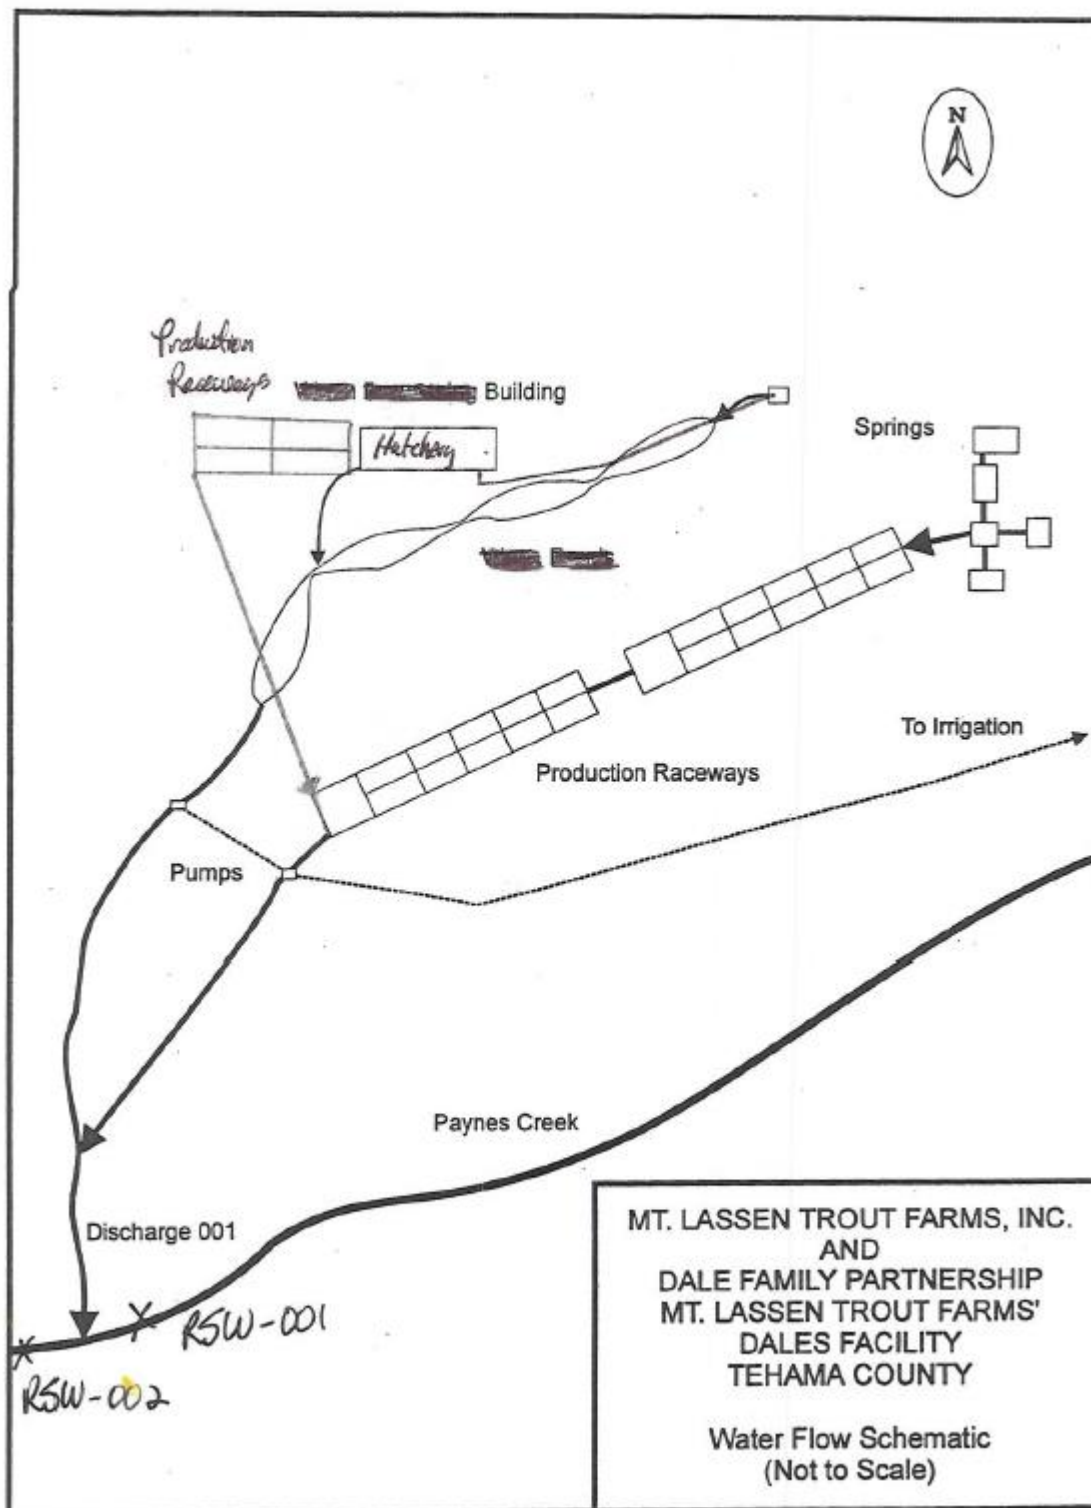 N
Production
Raceways
Building
Hatchery
Springs
To Irrigation
Production Raceways
Pumps
Paynes Creek
Discharge 001
RSW-001
RSW-002
MT. LASSEN TROUT FARMS, INC.
AND
DALE FAMILY PARTNERSHIP
MT. LASSEN TROUT FARMS'
DALES FACILITY
TEHAMA COUNTY
Water Flow Schematic
(Not to Scale)